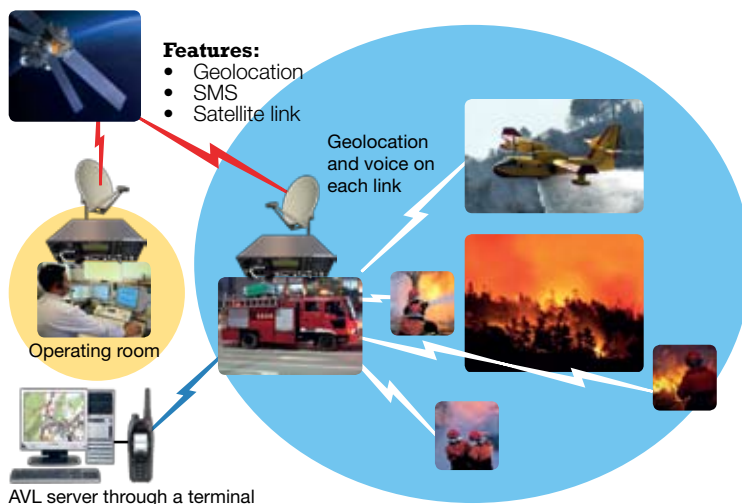 Features:
• Geolocation
• SMS
• Satellite link
Geolocation
and voice on
each link
Operating room
AVL server through a terminal